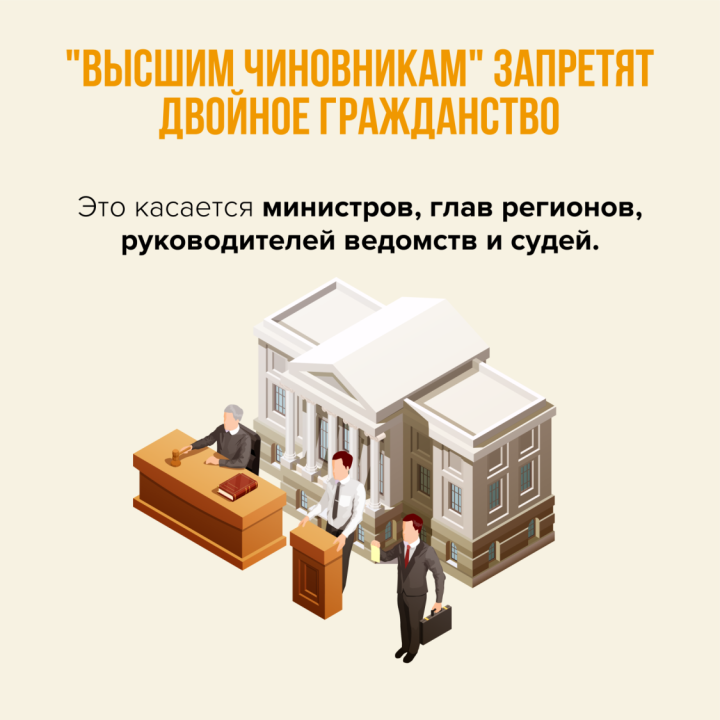 "ВЫСШИМ ЧИНОВНИКАМ" ЗАПРЕТЯТ
ДВОЙНОЕ ГРАЖДАНСТВО
Это касается министров, глав регионов,
руководителей ведомств и судей.